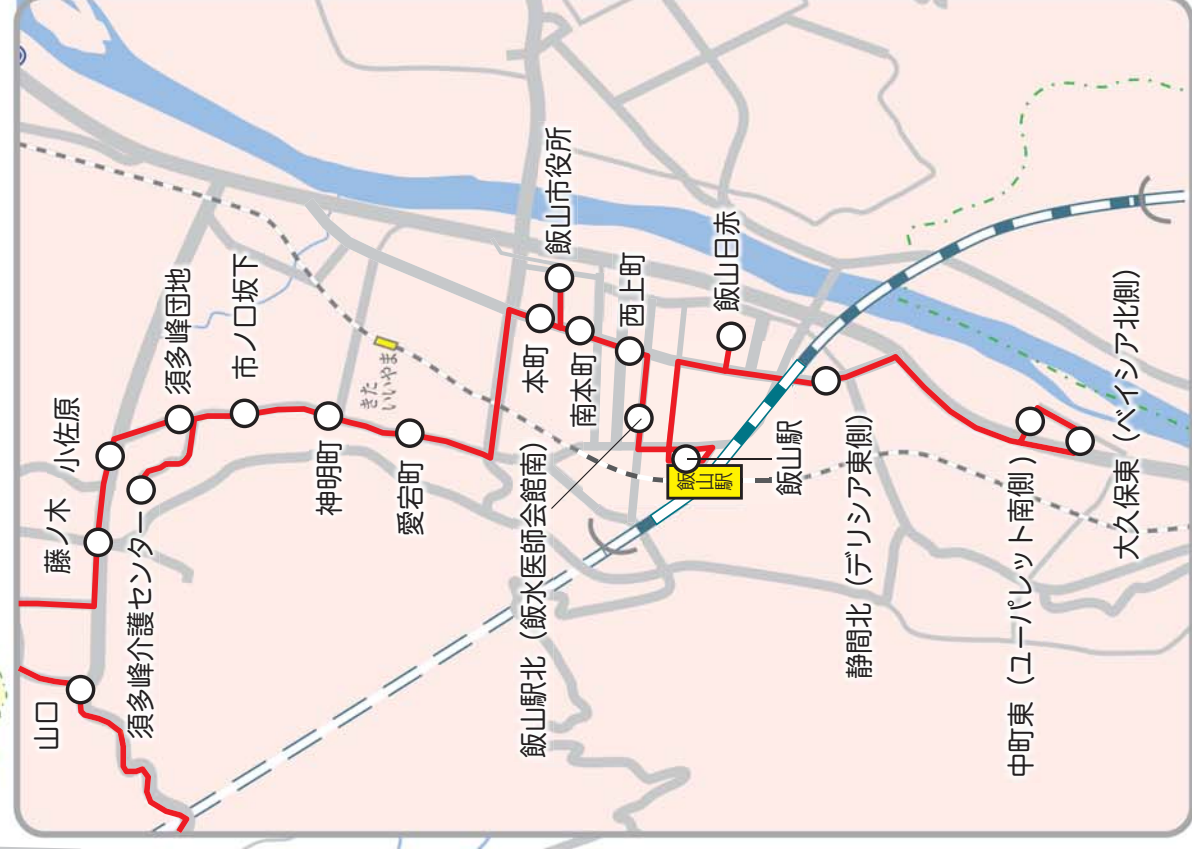 山口
藤ノ木
小佐原
須多峰介護センター
須多峰団地
市ノ口坂下
神明町
愛宕町
きた
いいやま
本町
飯山市役所
南本町
西上町
飯山駅北（飯水医師会館南）
飯山日赤
飯山
駅
飯山駅
静間北（デリシア東側）
中町東（ユーパレット南側）
大久保東（ベイシア北側）